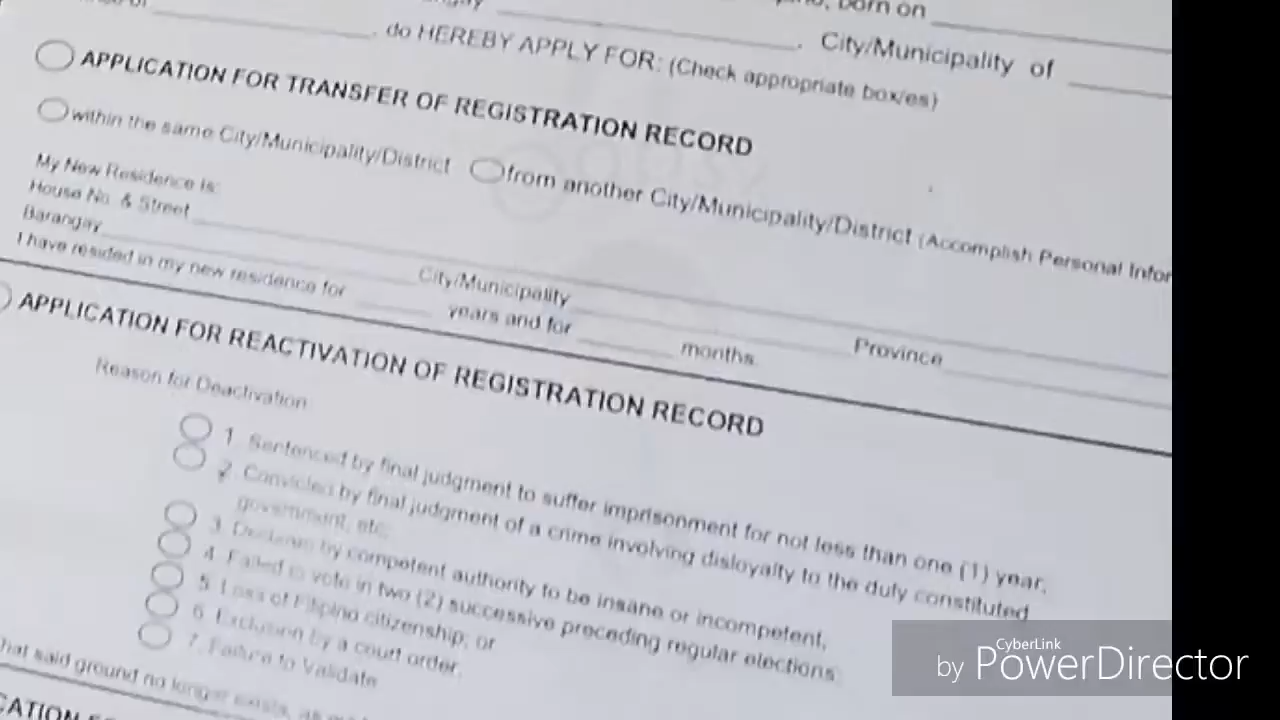 born on
City/Municipality of
do HEREBY APPLY FOR: (Check appropriate box/es)
APPLICATION FOR TRANSFER OF REGISTRATION RECORD
within the same City/Municipality/District from another City/Municipality/District (Accomplish Personal Infor
My New Residence is:
House No. & Street
Barangay City/Municipality Province
I have resided in my new residence for years and for months.
APPLICATION FOR REACTIVATION OF REGISTRATION RECORD
Reason for Deactivation
1. Sentenced by final judgment to suffer imprisonment for not less than one (1) year;
2. Convicted by final judgment of a crime involving disloyalty to the duly constituted
government, etc;
3. Declared by competent authority to be insane or incompetent;
4. Failed to vote in two (2) successive preceding regular elections;
5. Loss of Filipino citizenship; or
6. Exclusion by a court order;
7. Failure to Validate
hat said ground no longer exists, as
CATION
CyberLink
by PowerDirector